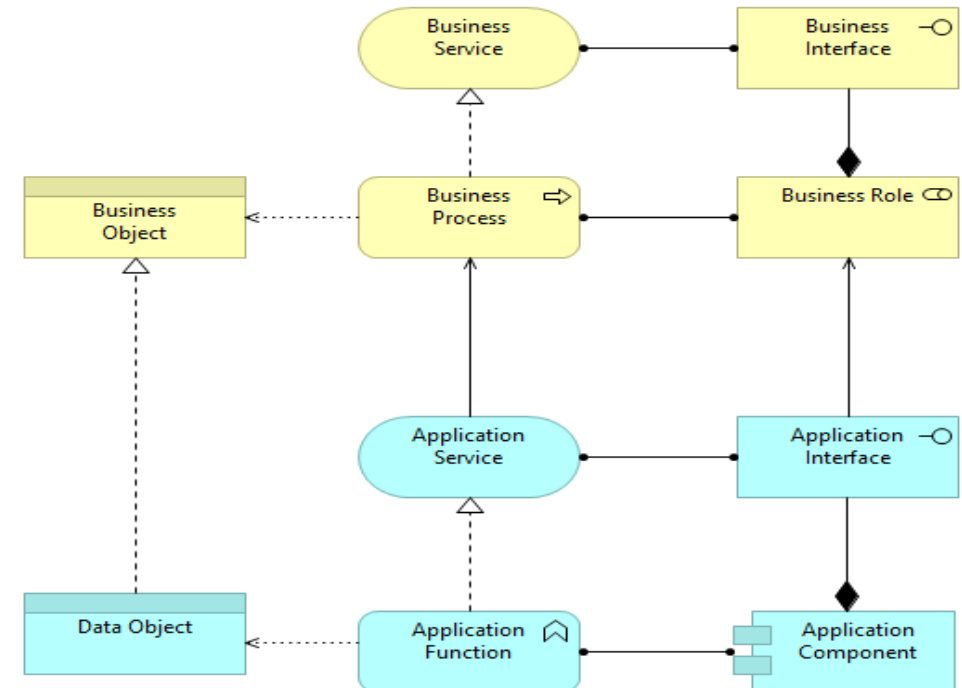 Business
Service
Business
Interface
Business
Object
Business
Process
Business Role
Application
Service
Application
Interface
Data Object
Application
Function
Application
Component